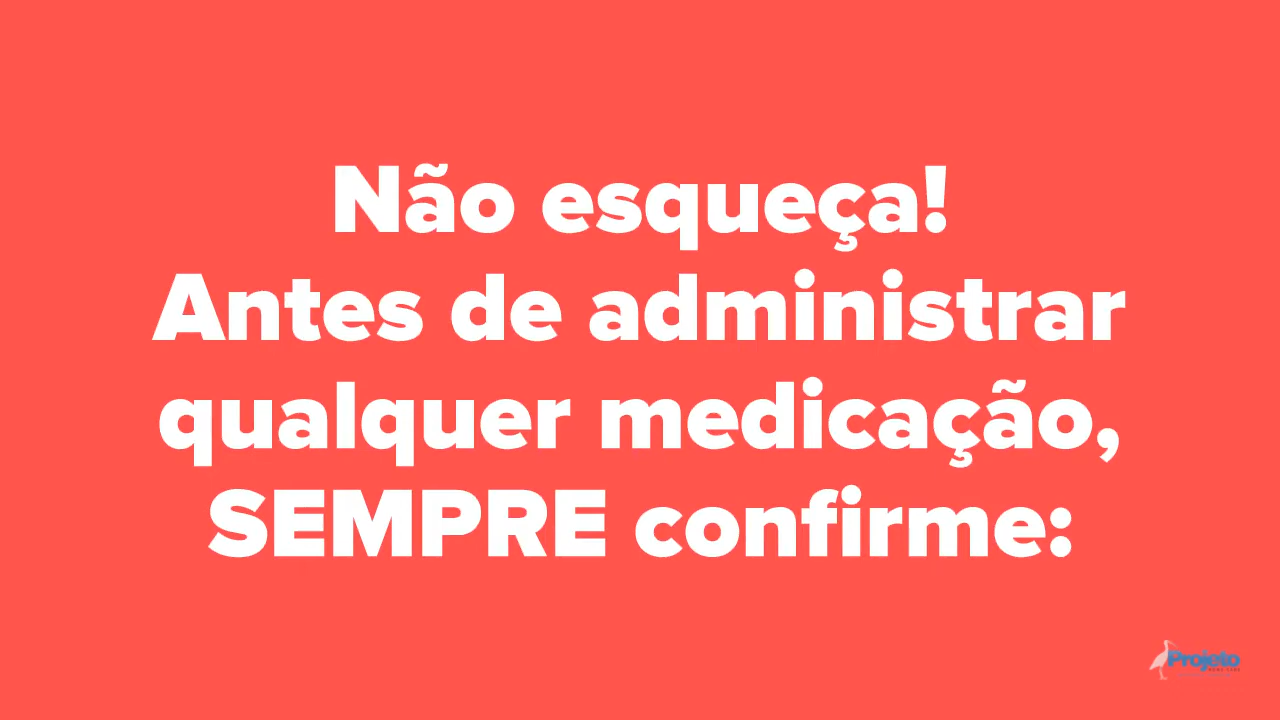 Não esqueça!
Antes de administrar
qualquer medicação,
SEMPRE confirme:
Projeto